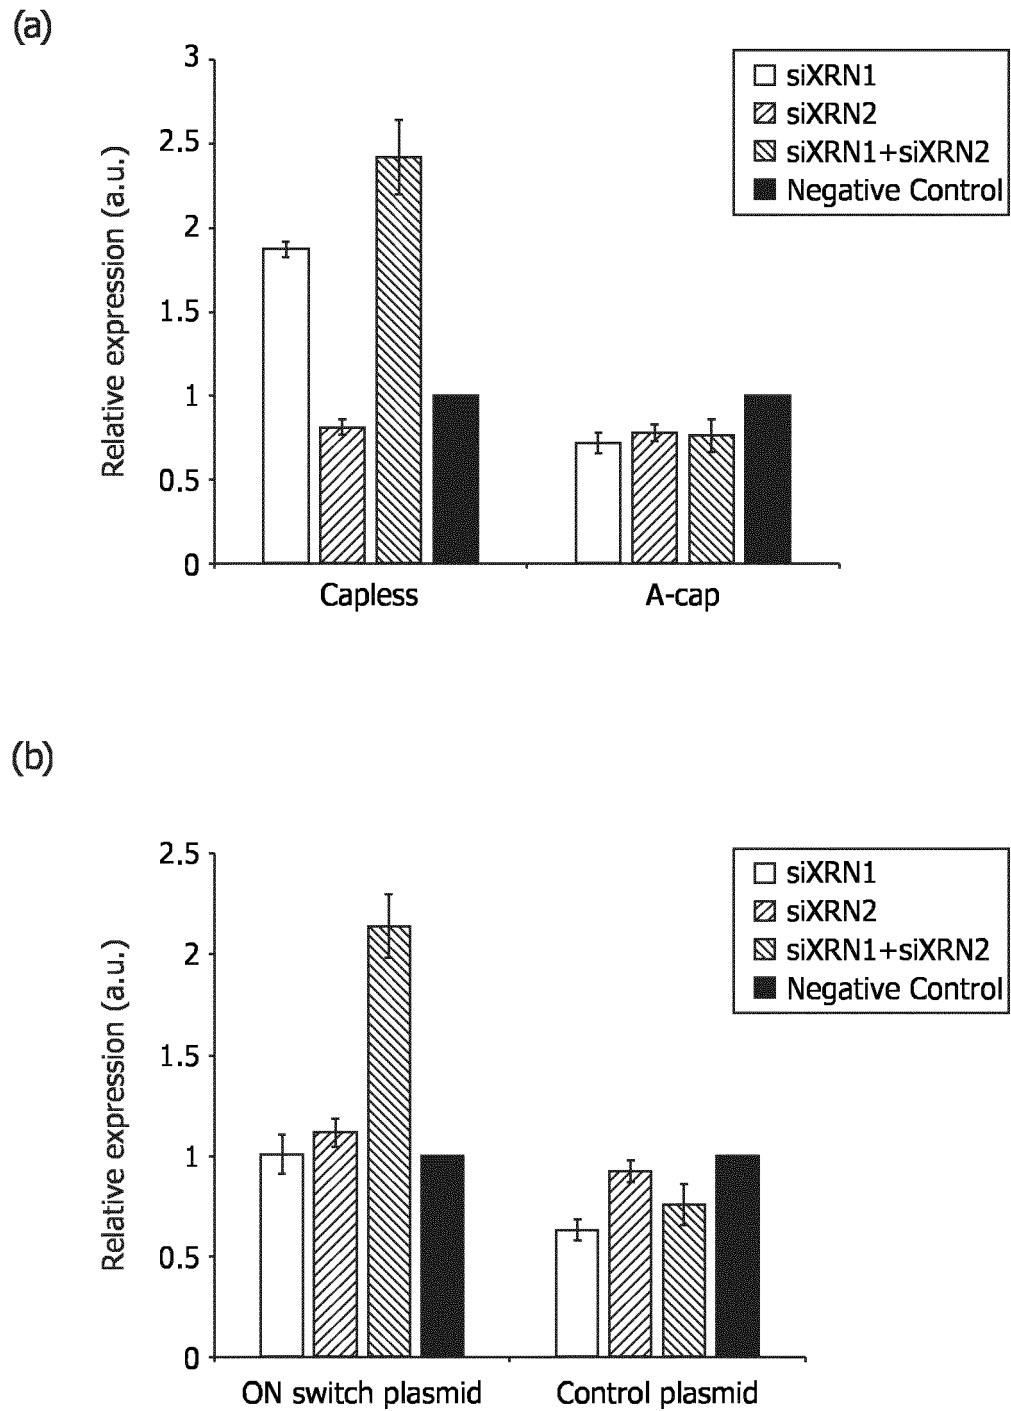 (a)
Relative expression (a.u.)
3
2.5
2
1.5
1
0.5
0
Capless
A-cap
siXRN1
siXRN2
siXRN1+siXRN2
Negative Control
(b)
Relative expression (a.u.)
2.5
2
1.5
1
0.5
0
ON switch plasmid
Control plasmid
siXRN1
siXRN2
siXRN1+siXRN2
Negative Control